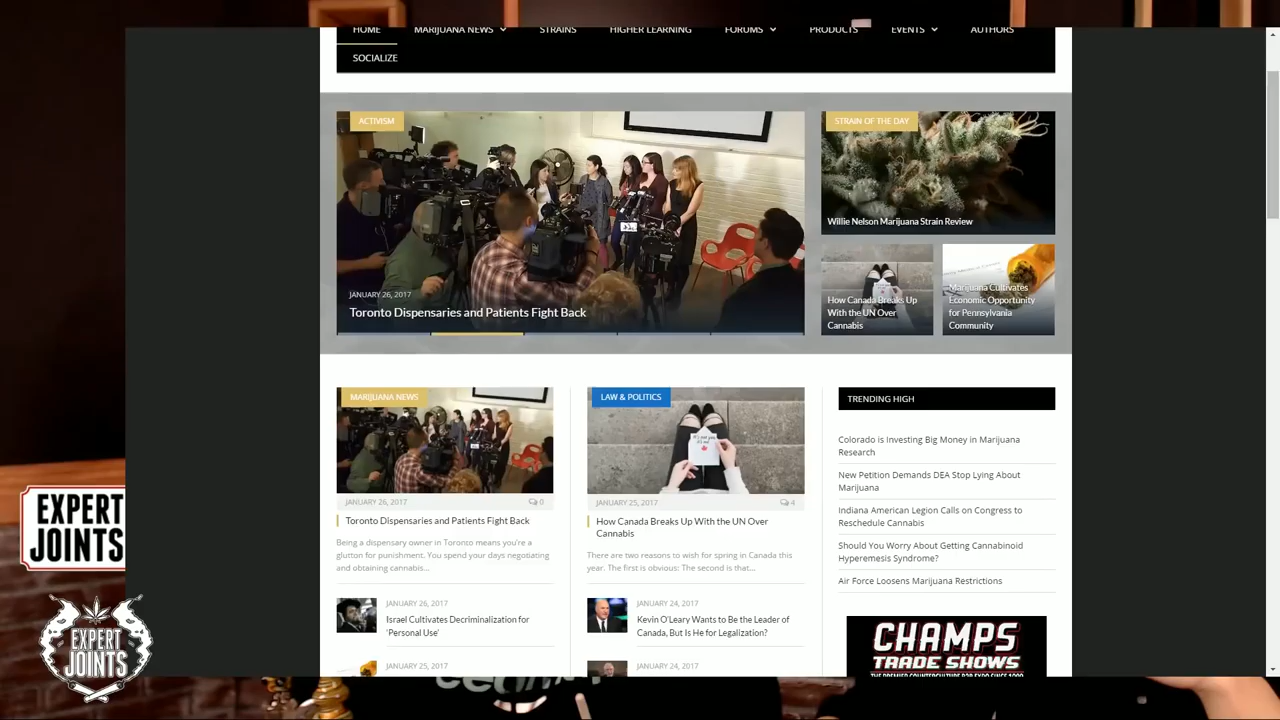 HOME
MARIJUANA NEWS
STRAINS
HIGHER LEARNING
FORUMS
PRODUCTS
EVENTS
AUTHORS
SOCIALIZE
ACTIVISM
JANUARY 26, 2017
Toronto Dispensaries and Patients Fight Back
STRAIN OF THE DAY
Willie Nelson Marijuana Strain Review
How Canada Breaks Up
With the UN Over
Cannabis
Marijuana Cultivates
Economic Opportunity
for Pennsylvania
Community
MARIJUANA NEWS
JANUARY 26, 2017
0
Toronto Dispensaries and Patients Fight Back
Being a dispensary owner in Toronto means you're a
glutton for punishment. You spend your days negotiating
and obtaining cannabis...
JANUARY 26, 2017
Israel Cultivates Decriminalization for
'Personal Use'
JANUARY 25, 2017
LAW & POLITICS
JANUARY 25, 2017
4
How Canada Breaks Up With the UN Over
Cannabis
There are two reasons to wish for spring in Canada this
year. The first is obvious: The second is that...
JANUARY 24, 2017
Kevin O'Leary Wants to Be the Leader of
Canada, But Is He for Legalization?
JANUARY 24, 2017
TRENDING HIGH
Colorado is Investing Big Money in Marijuana
Research
New Petition Demands DEA Stop Lying About
Marijuana
Indiana American Legion Calls on Congress to
Reschedule Cannabis
Should You Worry About Getting Cannabinoid
Hyperemesis Syndrome?
Air Force Loosens Marijuana Restrictions
CHAMPS
TRADE SHOWS
THE PREMIER COUNTERCULTURE B2B EXPO SINCE 1999
EXPERT
JOINTS
EXPERT
JOINTS